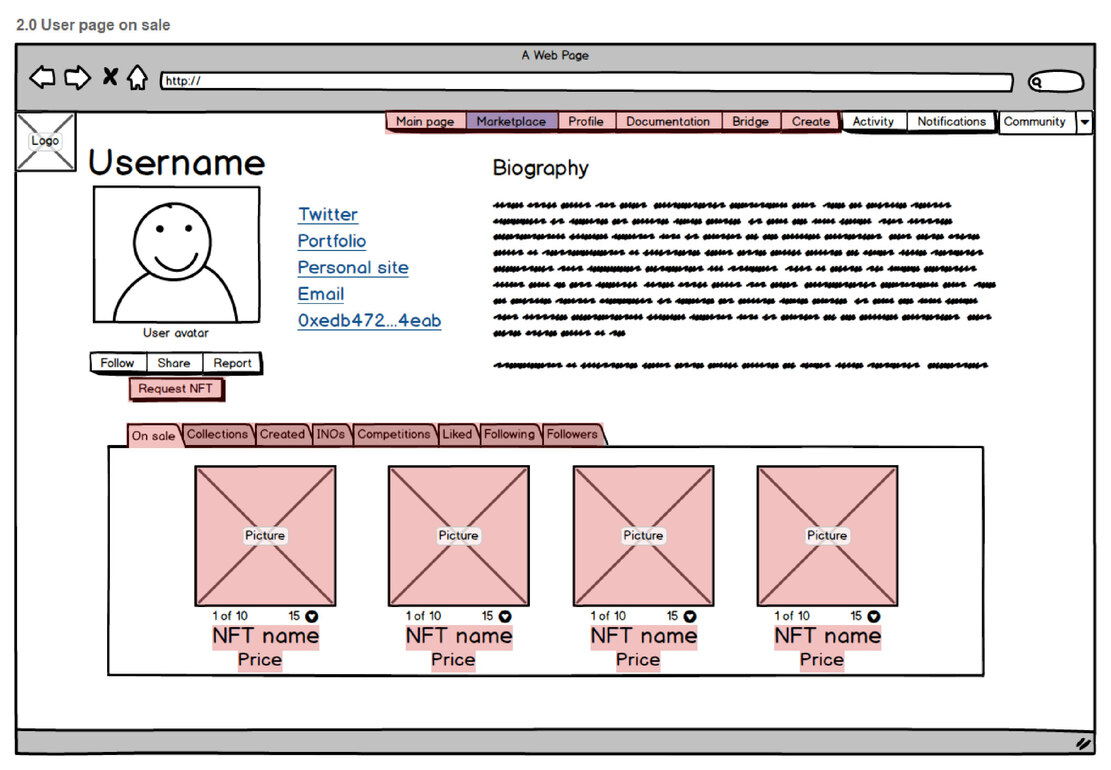 2.0 User page on sale
A Web Page
http://
Logo
Main page Marketplace Profile Documentation Bridge Create Activity Notifications Community
Username
Biography
Twitter
Portfolio
Personal site
Email
0xedb472...4eab
User avatar
Follow Share Report
Request NFT
On sale Collections Created INOs Competitions Liked Following Followers
Picture Picture Picture Picture
1 of 10 15 1 of 10 15 1 of 10 15 1 of 10 15
NFT name NFT name NFT name NFT name
Price Price Price Price